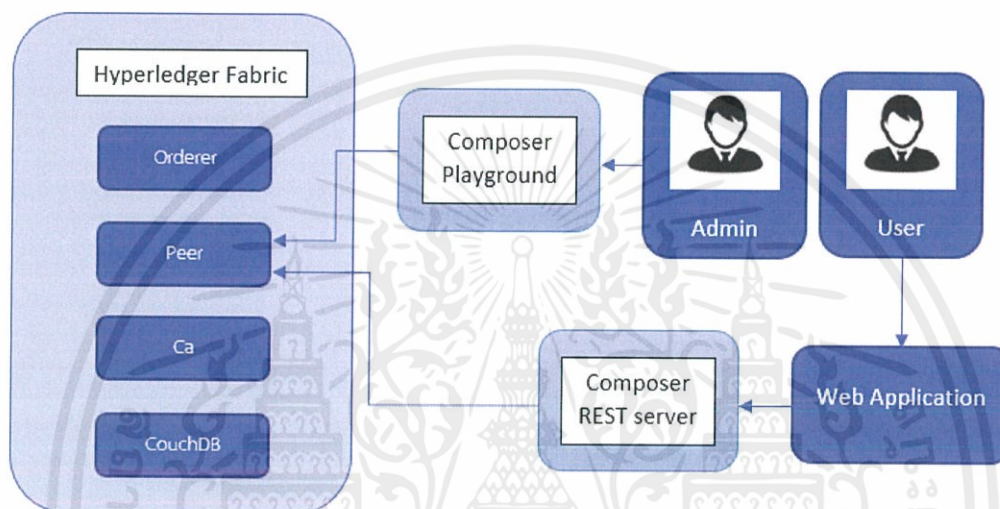 Hyperledger Fabric
Orderer
Peer
Ca
CouchDB
Composer
Playground
Admin
User
Composer
REST server
Web Application